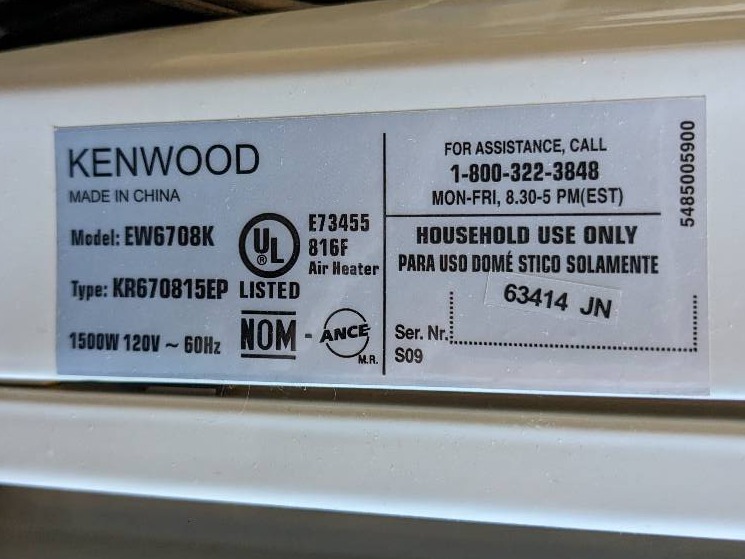 KENWOOD
MADE IN CHINA
Model: EW6708K
Type: KR670815EP
1500W 120V ~ 60Hz
UL
®
LISTED
E73455
816F
Air Heater
NOM - ANCE
M.R.
FOR ASSISTANCE, CALL
1-800-322-3848
MON-FRI, 8.30-5 PM(EST)
HOUSEHOLD USE ONLY
PARA USO DOMÉ STICO SOLAMENTE
63414 JN
Ser. Nr.
S09
5485005900